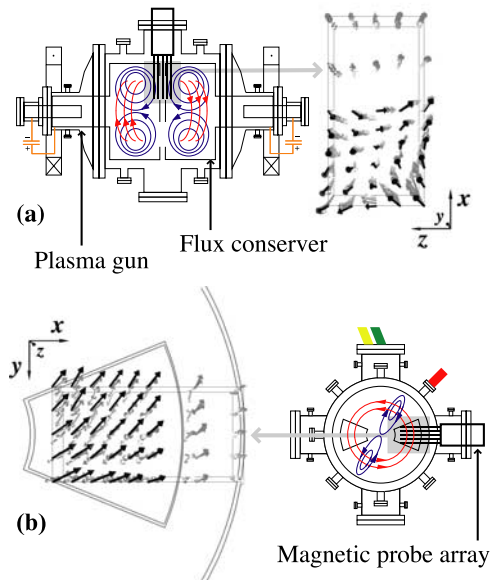 (a)
−
+
−
+
x
y
z
Flux conserver
Plasma gun
x
z
y
(b)
Magnetic probe array